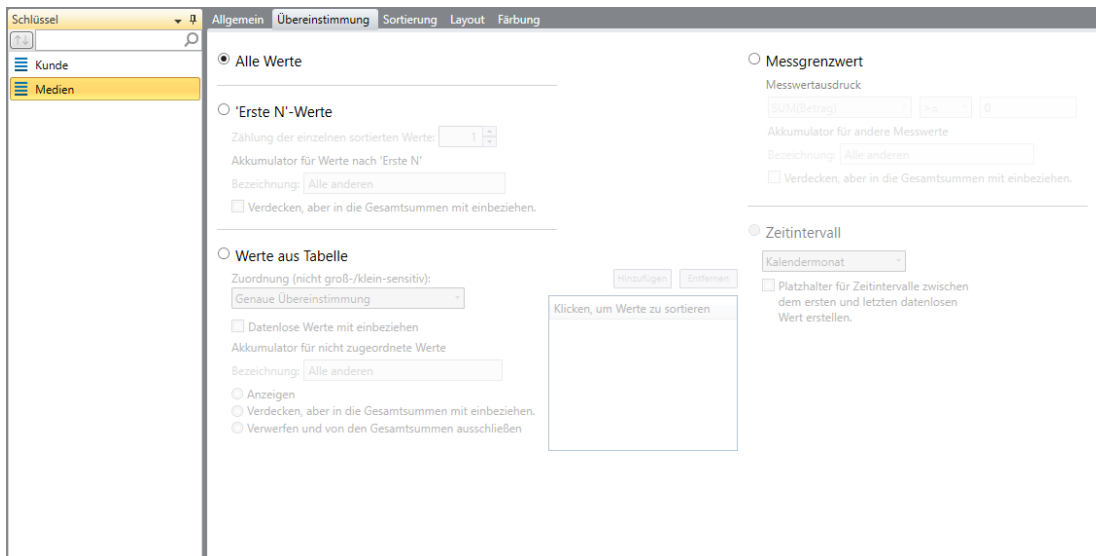 Schlüssel
Allgemein Übereinstimmung Sortierung Layout Färbung
Kunde
Medien
Alle Werte
'Erste N'-Werte
Zählung der einzelnen sortierten Werte: 1
Akkumulator für Werte nach 'Erste N'
Bezeichnung: Alle anderen
Verdecken, aber in die Gesamtsummen mit einbeziehen.
Werte aus Tabelle
Zuordnung (nicht groß-/klein-sensitiv):
Hinzufügen Entfernen
Genaue Übereinstimmung
Klicken, um Werte zu sortieren
Datenlose Werte mit einbeziehen
Akkumulator für nicht zugeordnete Werte
Bezeichnung: Alle anderen
Anzeigen
Verdecken, aber in die Gesamtsummen mit einbeziehen.
Verwerfen und von den Gesamtsummen ausschließen
Messgrenzwert
Messwertausdruck
SUM(Betrag) >= 0
Akkumulator für andere Messwerte
Bezeichnung: Alle anderen
Verdecken, aber in die Gesamtsummen mit einbeziehen.
Zeitintervall
Kalendermonat
Platzhalter für Zeitintervalle zwischen
dem ersten und letzten datenlosen
Wert erstellen.